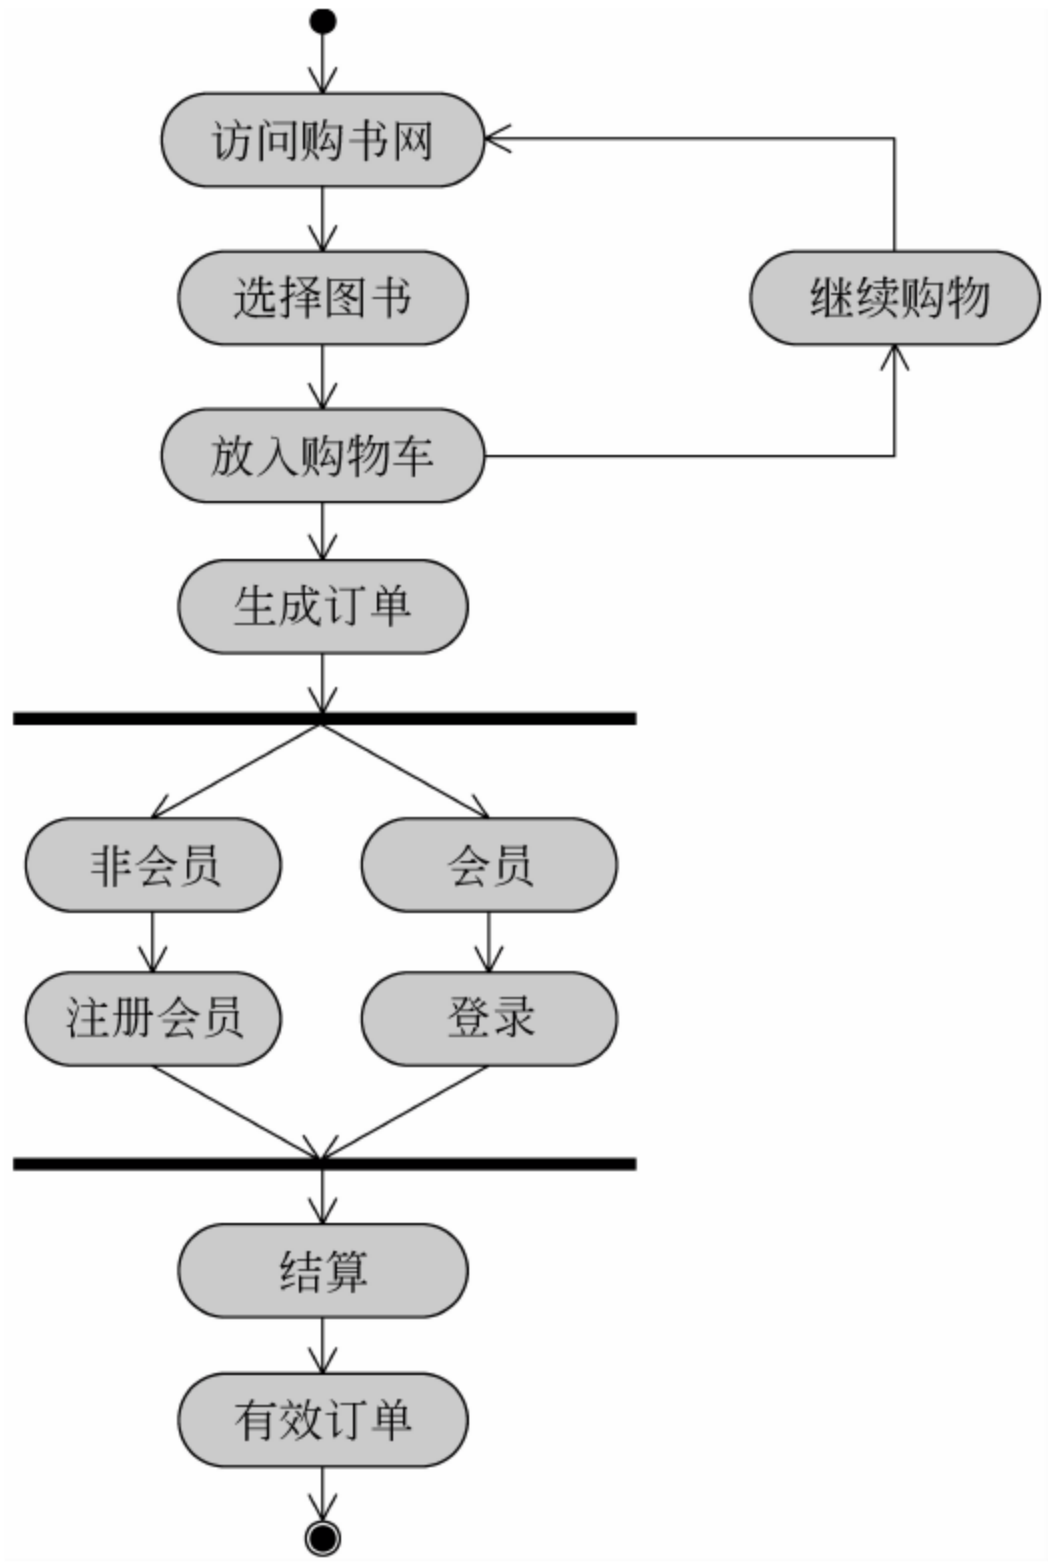 访问购书网
选择图书
继续购物
放入购物车
生成订单
非会员
会员
注册会员
登录
结算
有效订单